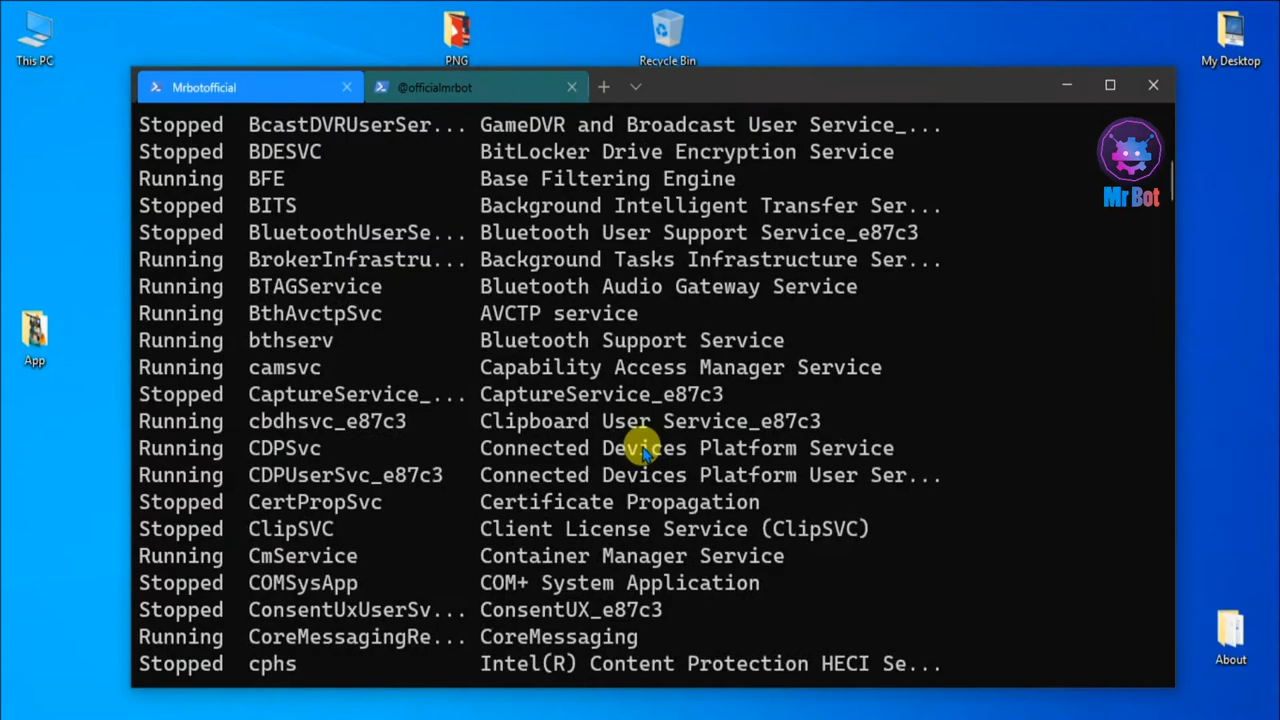 This PC
PNG
Recycle Bin
My Desktop
Mrbotofficial
@officialmrbot
Stopped BcastDVRUserSer... GameDVR and Broadcast User Service_...
Stopped BDESVC BitLocker Drive Encryption Service
Running BFE Base Filtering Engine
Stopped BITS Background Intelligent Transfer Ser...
Stopped BluetoothUserSe... Bluetooth User Support Service_e87c3
Running BrokerInfrastru... Background Tasks Infrastructure Ser...
Running BTAGService Bluetooth Audio Gateway Service
Running BthAvctpSvc AVCTP service
Running bthserv Bluetooth Support Service
Running camsvc Capability Access Manager Service
Stopped CaptureService_... CaptureService_e87c3
Running cbdhsvc_e87c3 Clipboard User Service_e87c3
Running CDPSvc Connected Devices Platform Service
Running CDPUserSvc_e87c3 Connected Devices Platform User Ser...
Stopped CertPropSvc Certificate Propagation
Stopped ClipSVC Client License Service (ClipSVC)
Running CmService Container Manager Service
Stopped COMSysApp COM+ System Application
Stopped ConsentUxUserSv... ConsentUX_e87c3
Running CoreMessagingRe... CoreMessaging
Stopped cphs Intel(R) Content Protection HECI Se...
Mr Bot
App
About